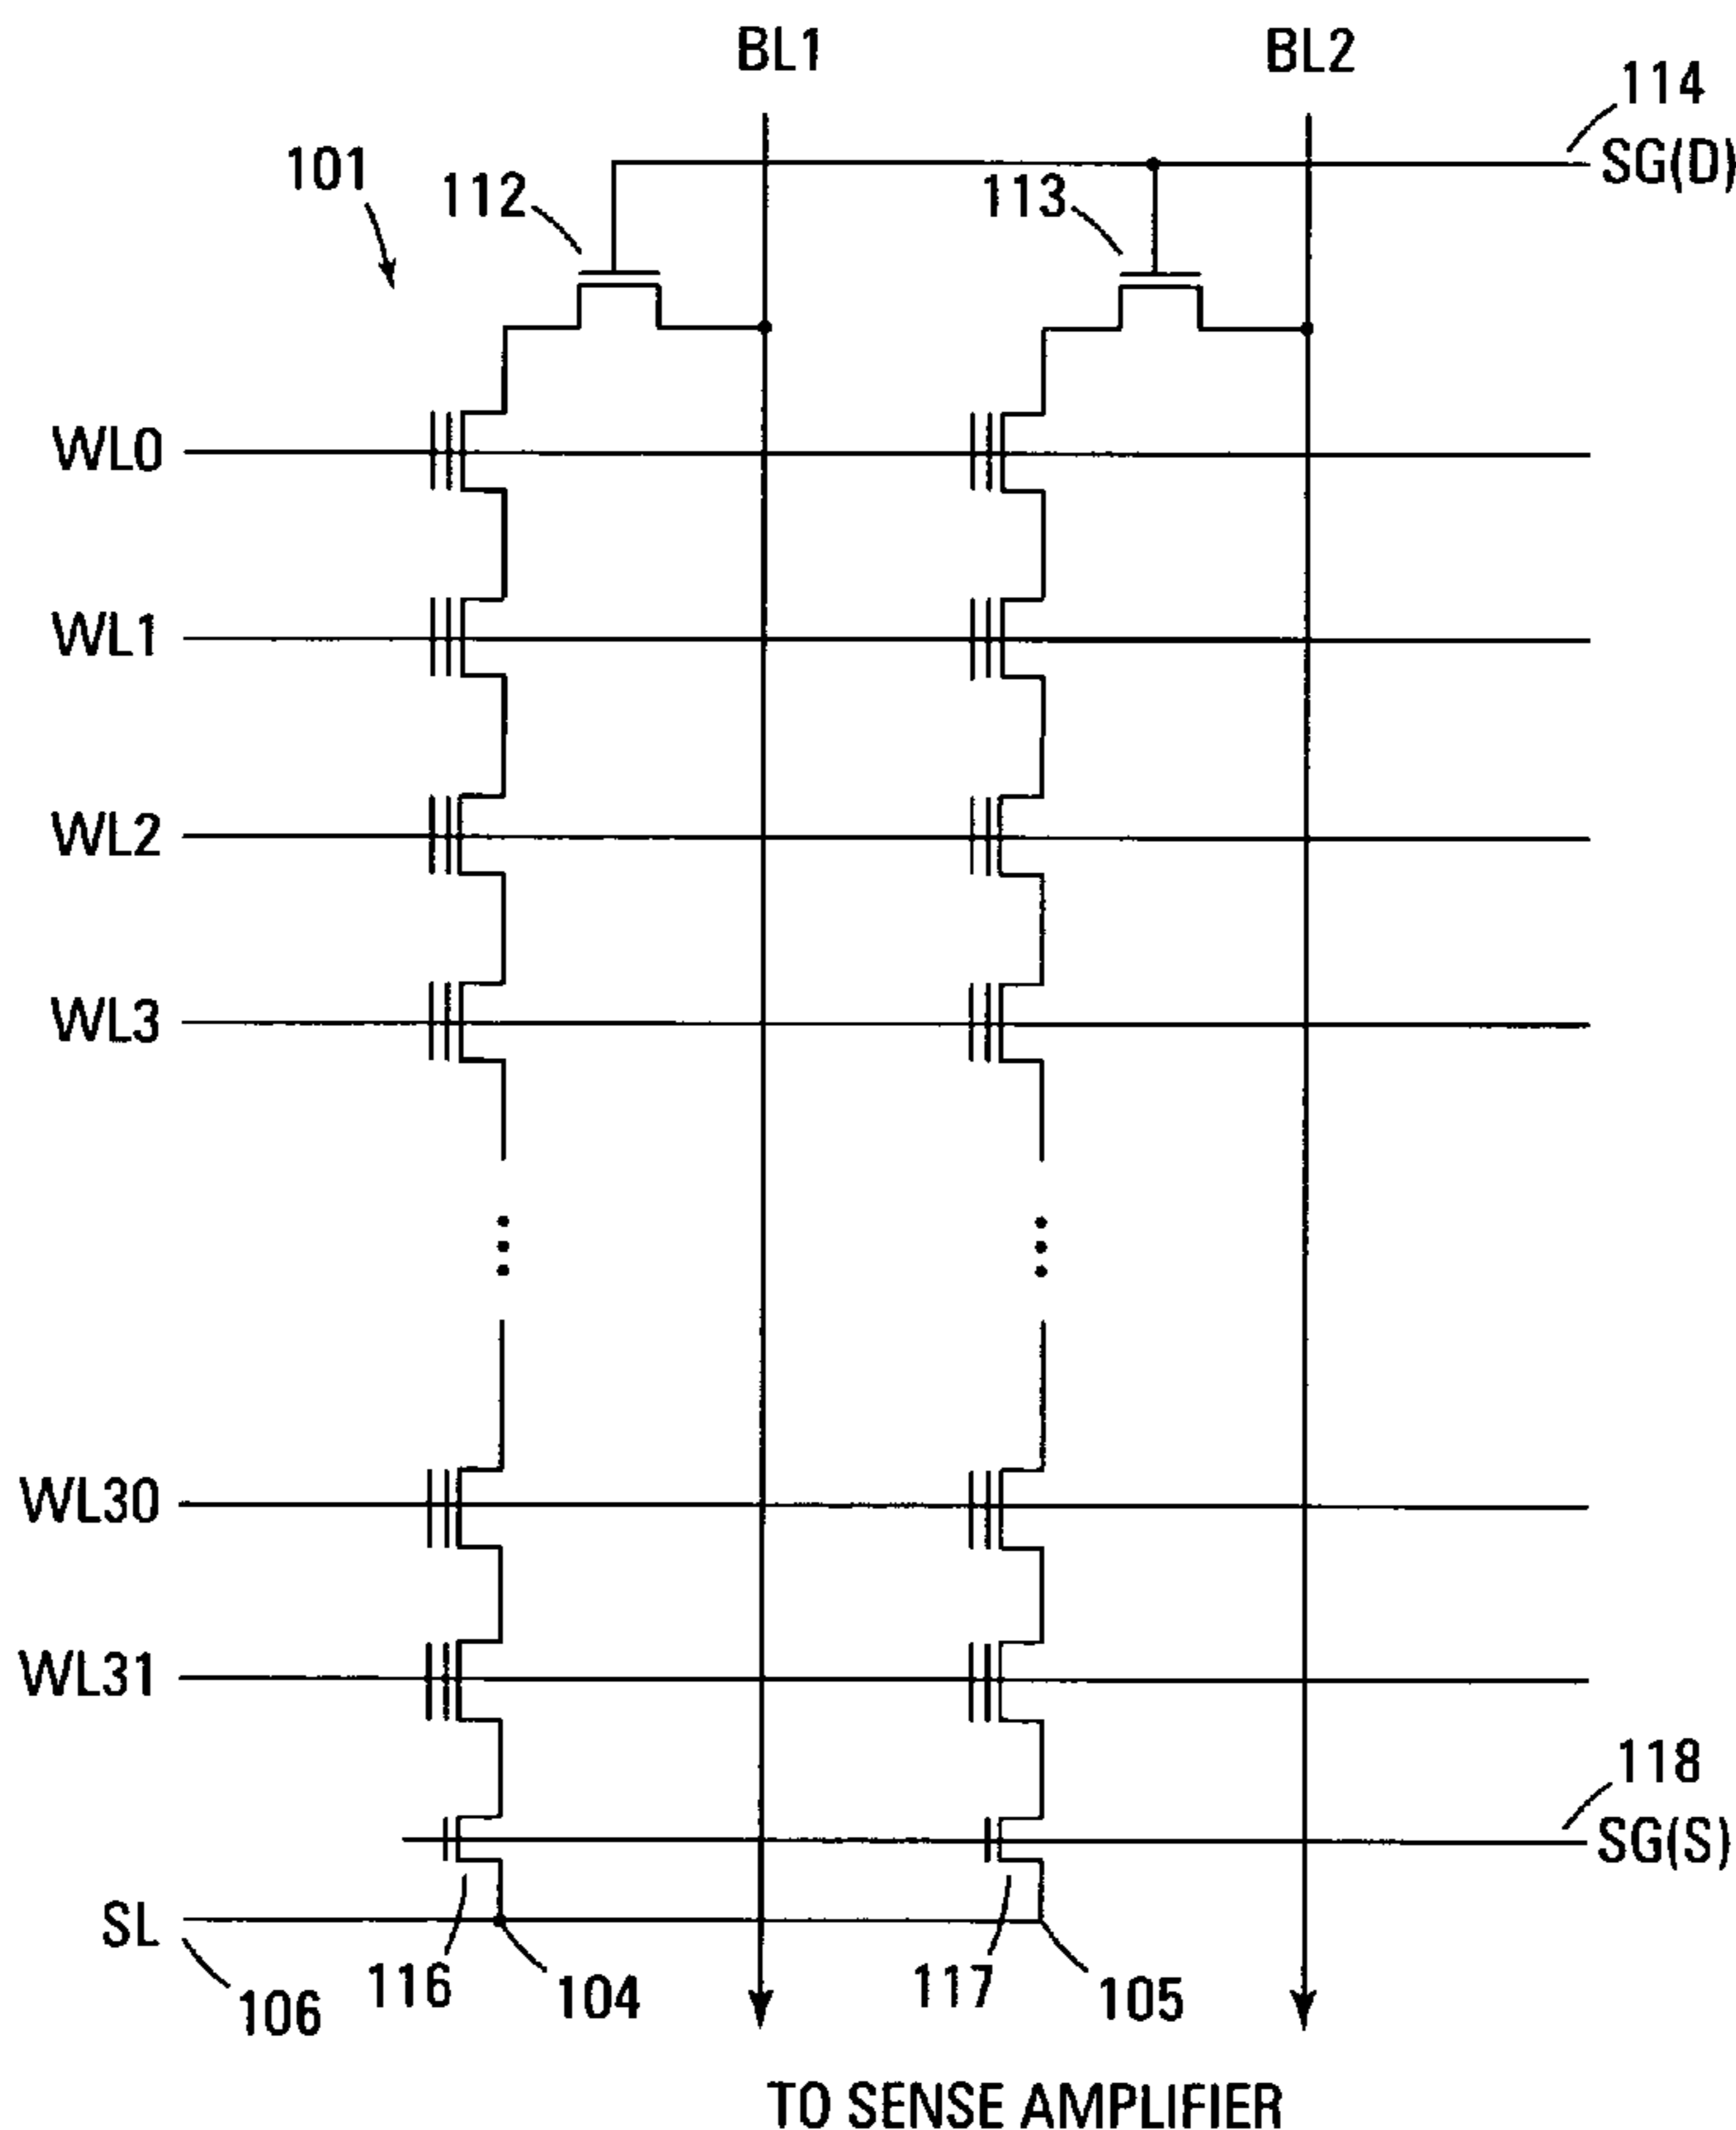 BL1
BL2
114
SG(D)
101
112
113
WL0
WL1
WL2
WL3
WL30
WL31
118
SG(S)
SL
106
116
104
117
105
TO SENSE AMPLIFIER